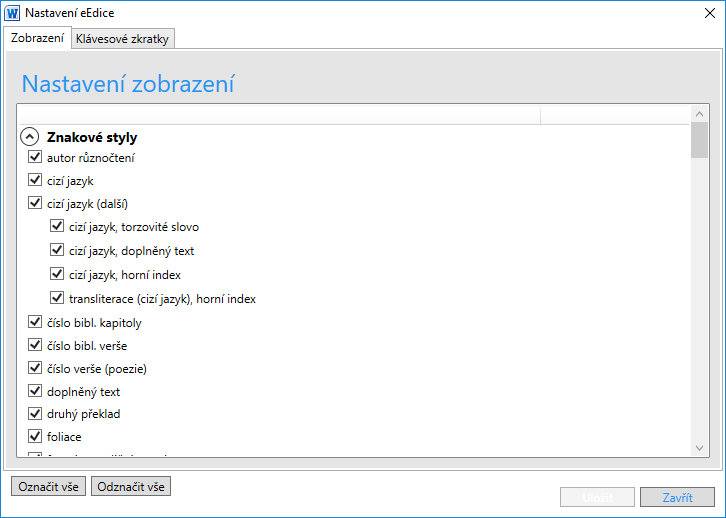 Nastavení eEdice
Zobrazení Klávesové zkratky
Nastavení zobrazení
Znakové styly
autor různočtení
cizí jazyk
cizí jazyk (další)
cizí jazyk, torzovité slovo
cizí jazyk, doplněný text
cizí jazyk, horní index
transliterace (cizí jazyk), horní index
číslo bibl. kapitoly
číslo bibl. verše
číslo verše (poezie)
doplněný text
druhý překlad
foliace
Označit vše Odznačit vše
Uložit Zavřít